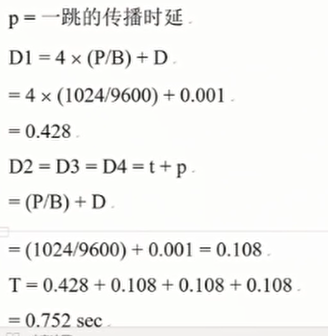 p = 一跳的传播时延
D1 = 4 × (P/B) + D
= 4 × (1024/9600) + 0.001
= 0.428
D2 = D3 = D4 = t + p
= (P/B) + D
= (1024/9600) + 0.001 = 0.108
T = 0.428 + 0.108 + 0.108 + 0.108
= 0.752 sec